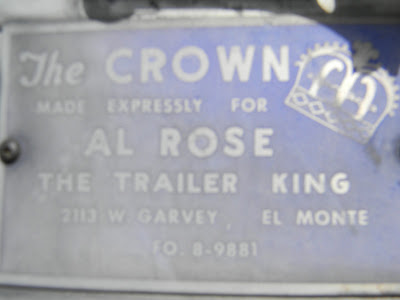 The CROWN
MADE EXPRESSLY FOR
AL ROSE
THE TRAILER KING
2113 W. GARVEY, EL MONTE
FO. 8-9881